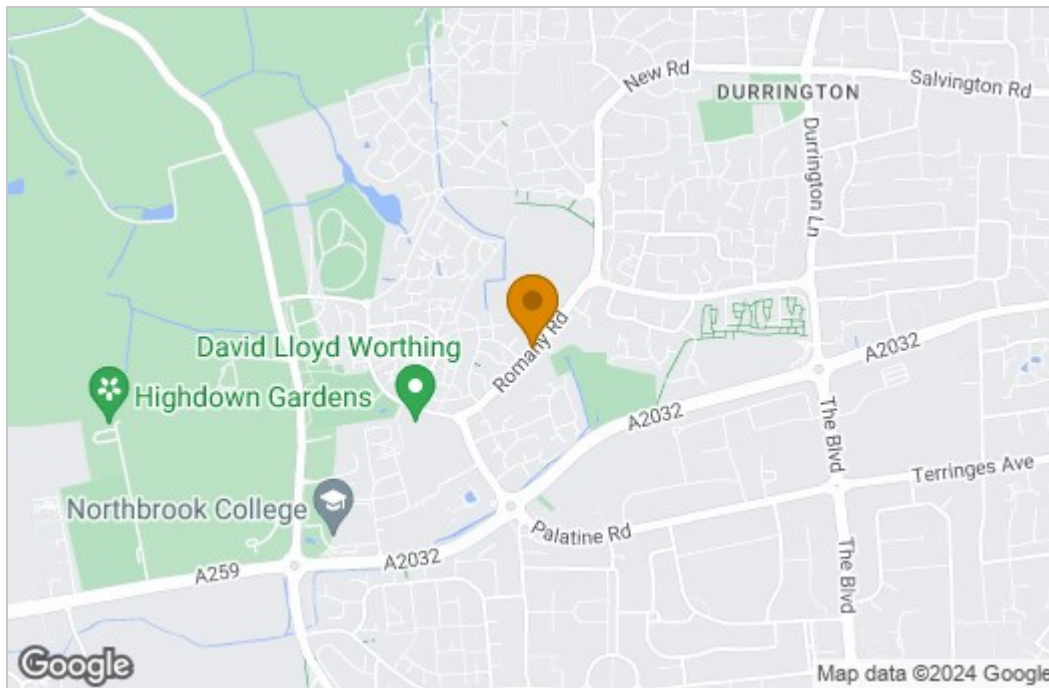 New Rd
Salvington Rd
DURRINGTON
Durrington Ln
Romany Rd
David Lloyd Worthing
Highdown Gardens
A2032
A2032
The Blvd
Terringes Ave
Northbrook College
Palatine Rd
A2032
A259
The Blvd
Google
Map data ©2024 Google